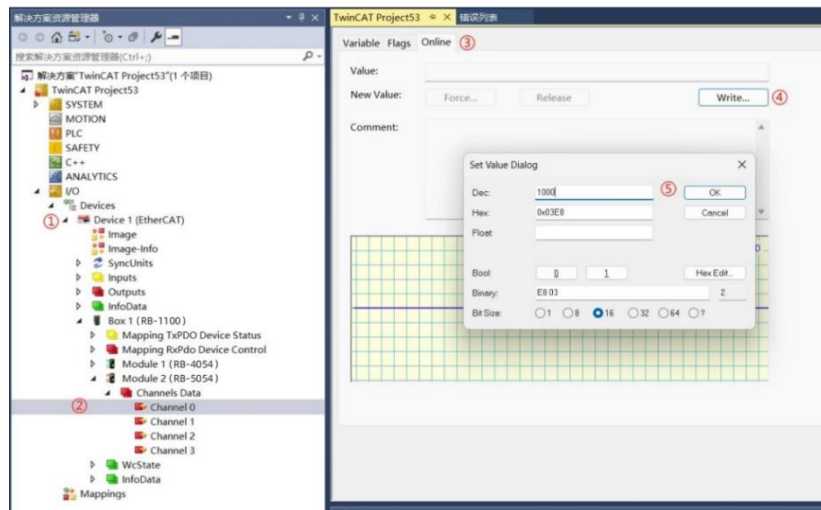 解决方案资源管理器
搜索解决方案资源管理器(Ctrl+;)
解决方案"TwinCAT Project53"(1 个项目)
TwinCAT Project53
SYSTEM
MOTION
PLC
SAFETY
C++
ANALYTICS
I/O
Devices
① Device 1 (EtherCAT)
Image
Image-Info
SyncUnits
Inputs
Outputs
InfoData
Box 1 (RB-1100)
Mapping TxPDO Device Status
Mapping RxPdo Device Control
Module 1 (RB-4054)
Module 2 (RB-5054)
Channels Data
② Channel 0
Channel 1
Channel 2
Channel 3
WcState
InfoData
Mappings
TwinCAT Project53 错误列表
Variable Flags Online ③
Value:
New Value: Force... Release Write... ④
Comment:
Set Value Dialog
Dec: 1000 ⑤ OK
Hex: 0x03E8 Cancel
Float:
Bool: 0 1 Hex Edit...
Binary: E8 03 2
Bit Size: 1 8 16 32 64 ?